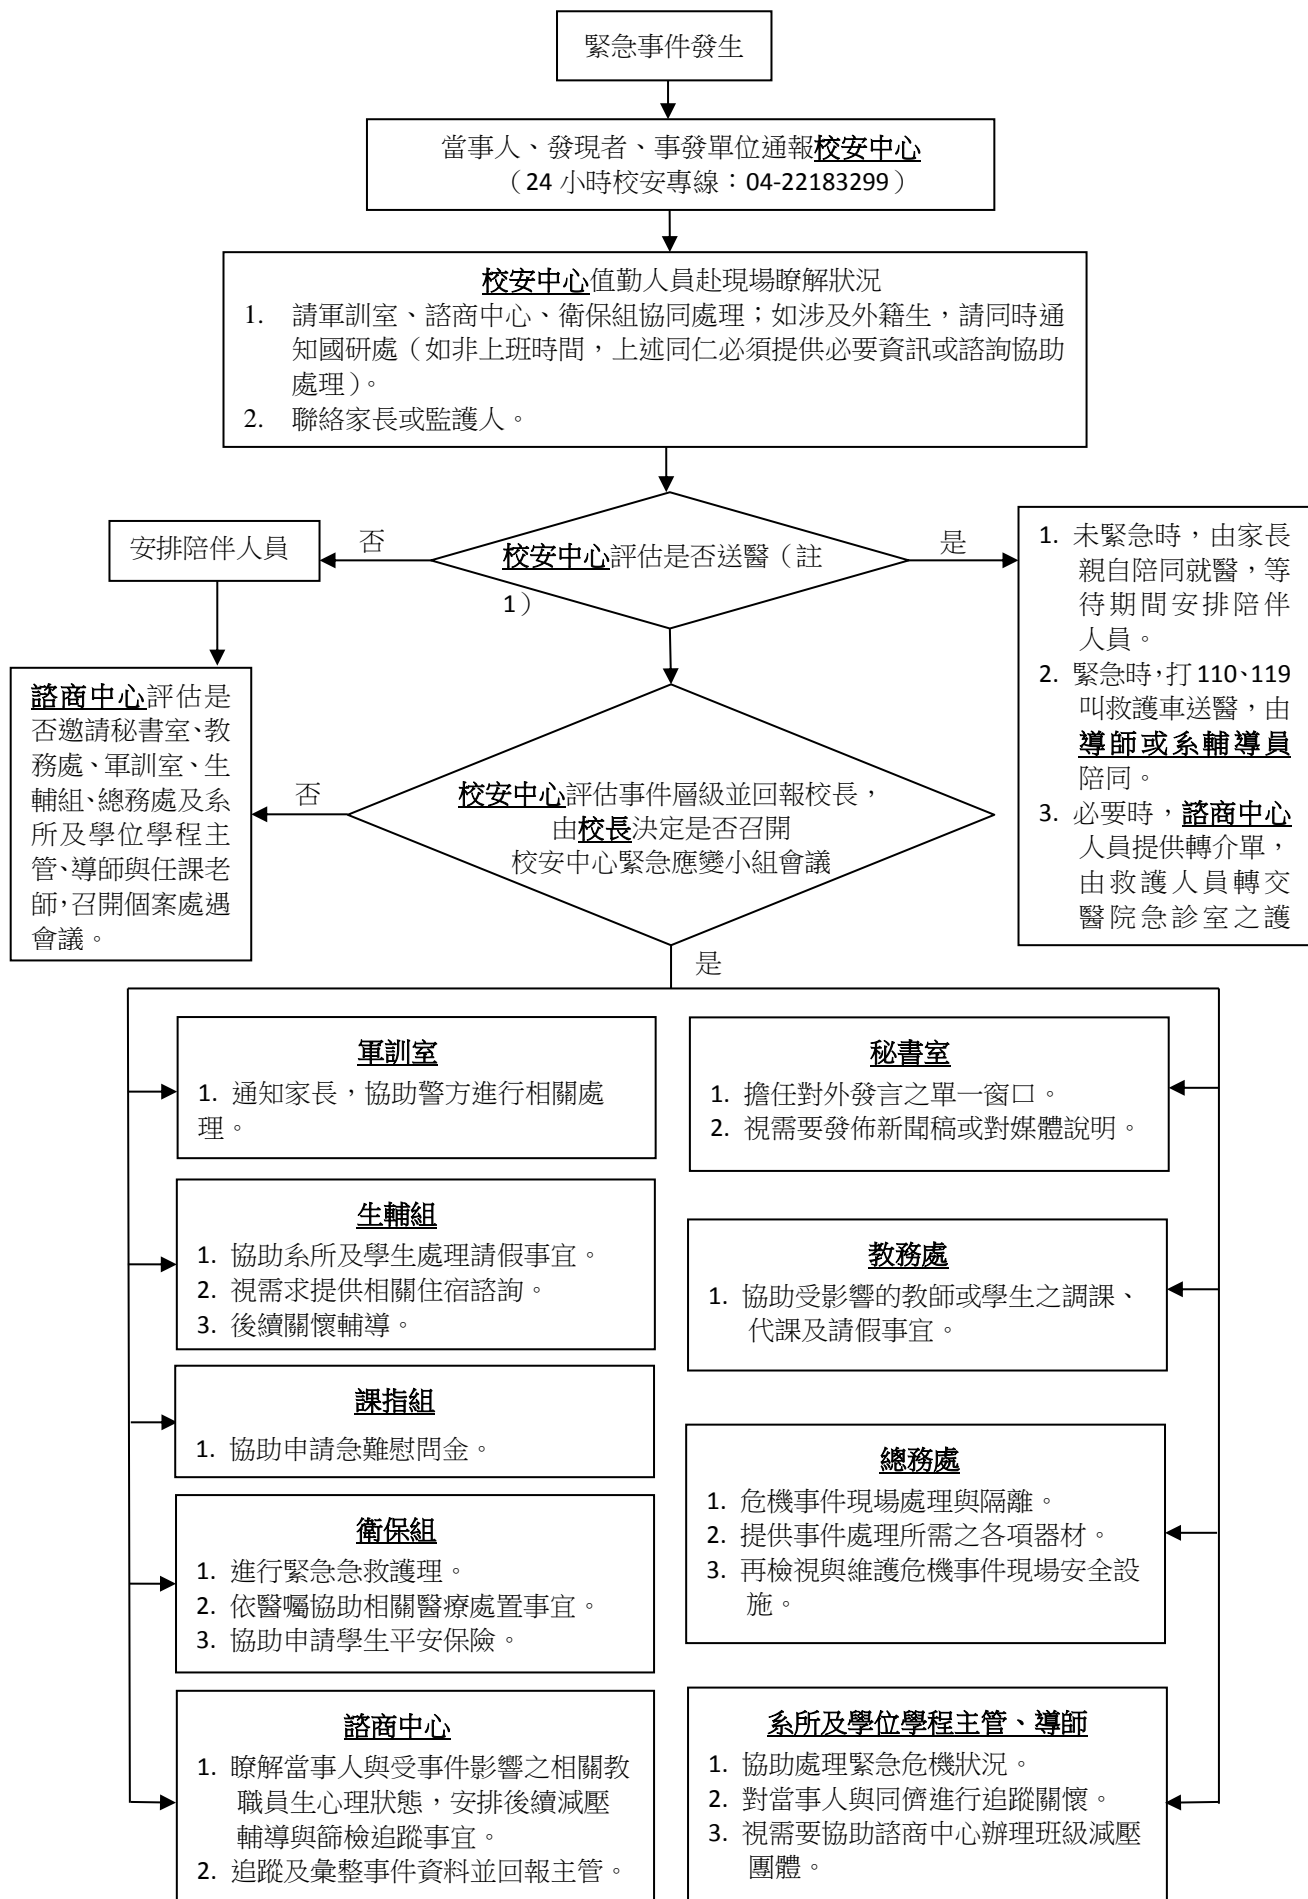 緊急事件發生
當事人、發現者、事發單位通報校安中心
（24 小時校安專線：04-22183299）
校安中心值勤人員赴現場瞭解狀況
1. 請軍訓室、諮商中心、衛保組協同處理；如涉及外籍生，請同時通
知國研處（如非上班時間，上述同仁必須提供必要資訊或諮詢協助
處理）。
2. 聯絡家長或監護人。
校安中心評估是否送醫（註
1）
否
是
安排陪伴人員
1. 未緊急時，由家長
親自陪同就醫，等
待期間安排陪伴
人員。
2. 緊急時，打 110、119
叫救護車送醫，由
導師或系輔導員
陪同。
3. 必要時，諮商中心
人員提供轉介單，
由救護人員轉交
醫院急診室之護
諮商中心評估是
否邀請秘書室、教
務處、軍訓室、生
輔組、總務處及系
所及學位學程主
管、導師與任課老
師，召開個案處遇
會議。
否
校安中心評估事件層級並回報校長，
由校長決定是否召開
校安中心緊急應變小組會議
是
軍訓室
1. 通知家長，協助警方進行相關處
理。
生輔組
1. 協助系所及學生處理請假事宜。
2. 視需求提供相關住宿諮詢。
3. 後續關懷輔導。
課指組
1. 協助申請急難慰問金。
衛保組
1. 進行緊急急救護理。
2. 依醫囑協助相關醫療處置事宜。
3. 協助申請學生平安保險。
諮商中心
1. 瞭解當事人與受事件影響之相關教
職員生心理狀態，安排後續減壓
輔導與篩檢追蹤事宜。
2. 追蹤及彙整事件資料並回報主管。
秘書室
1. 擔任對外發言之單一窗口。
2. 視需要發佈新聞稿或對媒體說明。
教務處
1. 協助受影響的教師或學生之調課、
代課及請假事宜。
總務處
1. 危機事件現場處理與隔離。
2. 提供事件處理所需之各項器材。
3. 再檢視與維護危機事件現場安全設
施。
系所及學位學程主管、導師
1. 協助處理緊急危機狀況。
2. 對當事人與同儕進行追蹤關懷。
3. 視需要協助諮商中心辦理班級減壓
團體。